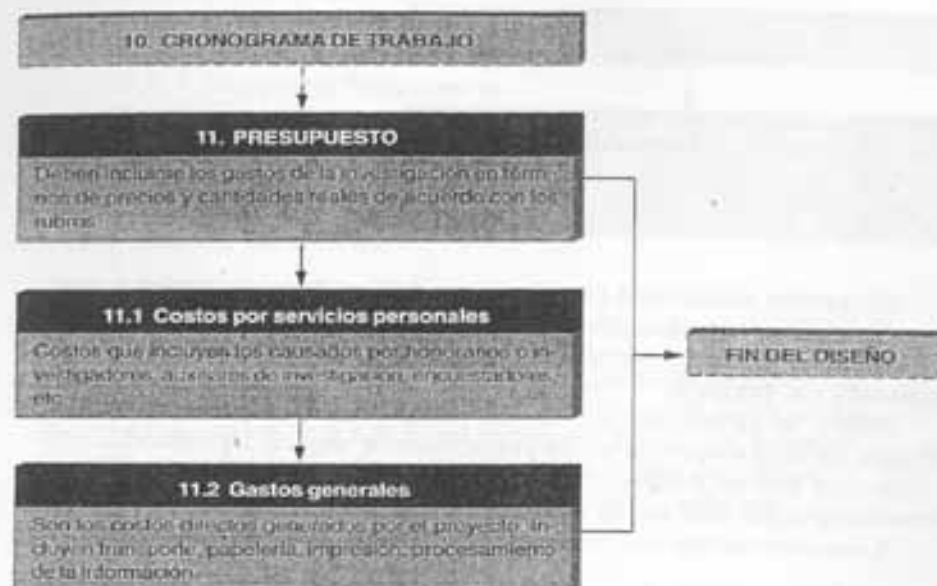 10. CRONOGRAMA DE TRABAJO
11. PRESUPUESTO
Deben incluirse los gastos de la investigación en térmi-
nos de precios y cantidades reales de acuerdo con los
rubros
11.1 Costos por servicios personales
Costos que incluyen los causados por honorarios o in-
vestigadores, auxiliares de investigación, encuestadores,
etc.
11.2 Gastos generales
Son los costos directos generados por el proyecto. In-
cluyen transporte, papelería, impresión, procesamiento
de la información.
FIN DEL DISEÑO